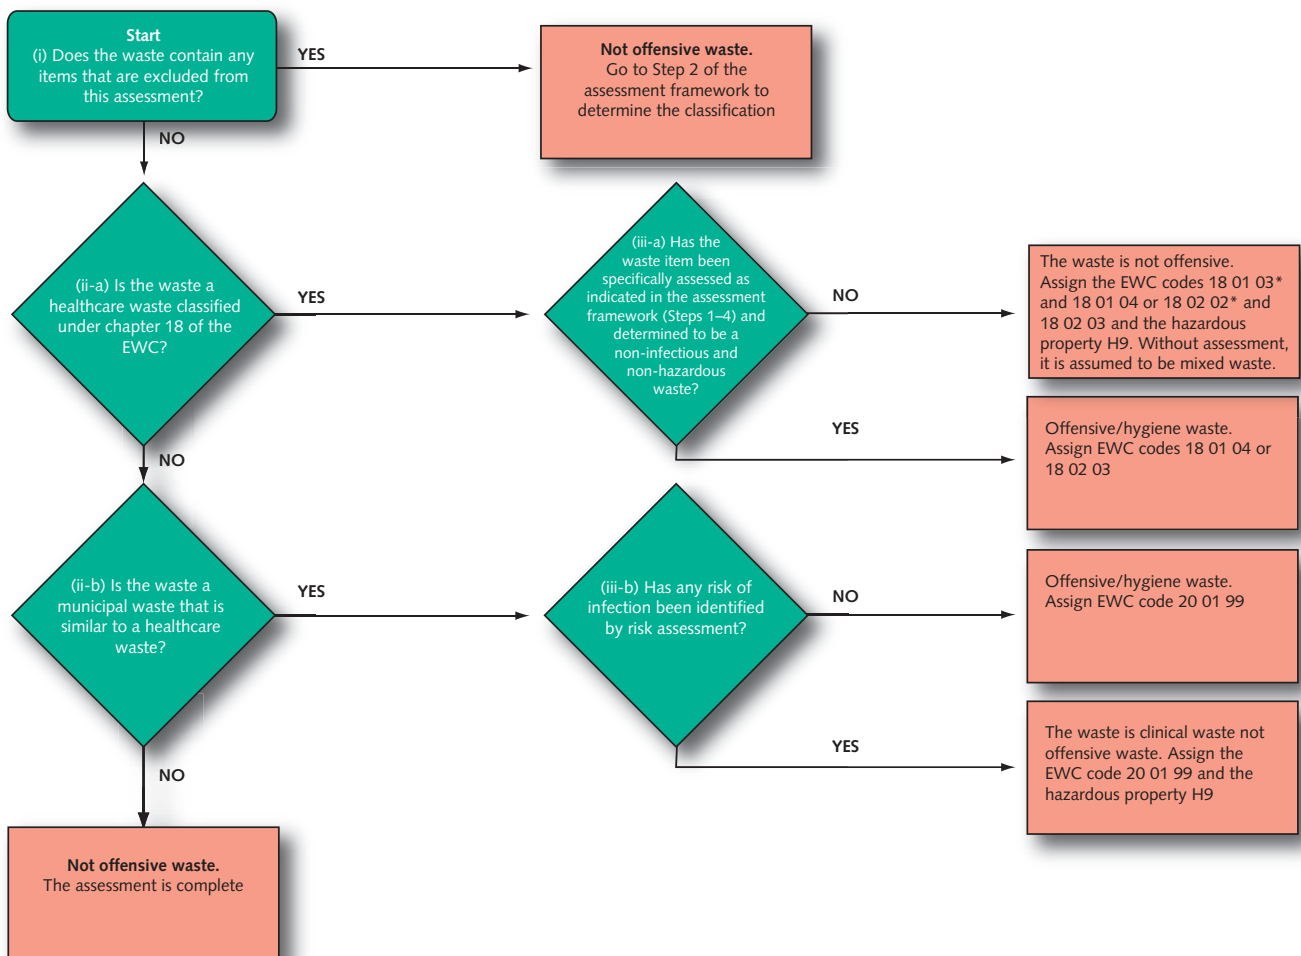 Start
(i) Does the waste contain any
items that are excluded from
this assessment?
YES
Not offensive waste.
Go to Step 2 of the
assessment framework to
determine the classification
NO
(ii-a) Is the waste a
healthcare waste classified
under chapter 18 of the
EWC?
YES
(iii-a) Has the
waste item been
specifically assessed as
indicated in the assessment
framework (Steps 1–4) and
determined to be a
non-infectious and
non-hazardous
waste?
NO
The waste is not offensive.
Assign the EWC codes 18 01 03*
and 18 01 04 or 18 02 02* and
18 02 03 and the hazardous
property H9. Without assessment,
it is assumed to be mixed waste.
YES
Offensive/hygiene waste.
Assign EWC codes 18 01 04 or
18 02 03
NO
(ii-b) Is the waste a
municipal waste that is
similar to a healthcare
waste?
YES
(iii-b) Has any risk of
infection been identified
by risk assessment?
NO
Offensive/hygiene waste.
Assign EWC code 20 01 99
YES
The waste is clinical waste not
offensive waste. Assign the
EWC code 20 01 99 and the
hazardous property H9
NO
Not offensive waste.
The assessment is complete